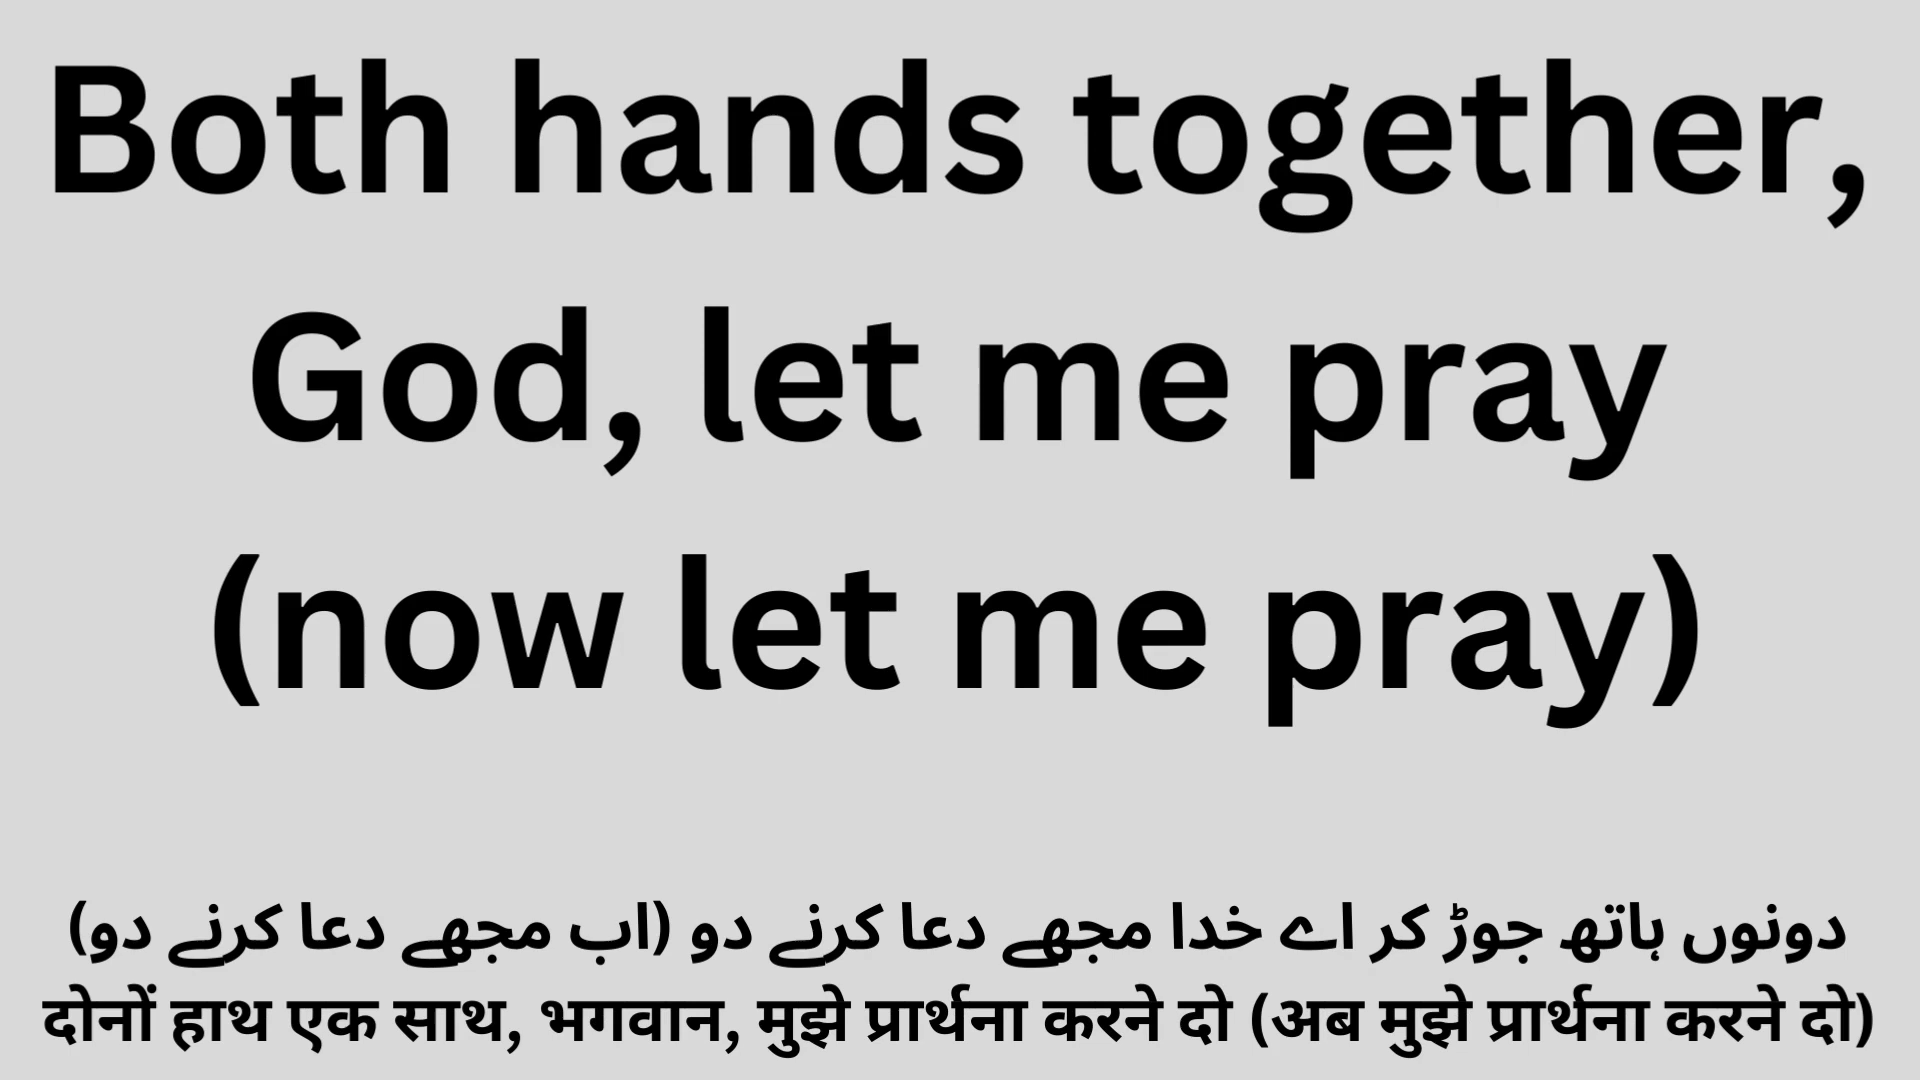 Both hands together,
God, let me pray
(now let me pray)
دونوں ہاتھ جوڑ کر اے خدا مجھے دعا کرنے دو (اب مجھے دعا کرنے دو)
दोनों हाथ एक साथ, भगवान, मुझे प्रार्थना करने दो (अब मुझे प्रार्थना करने दो)